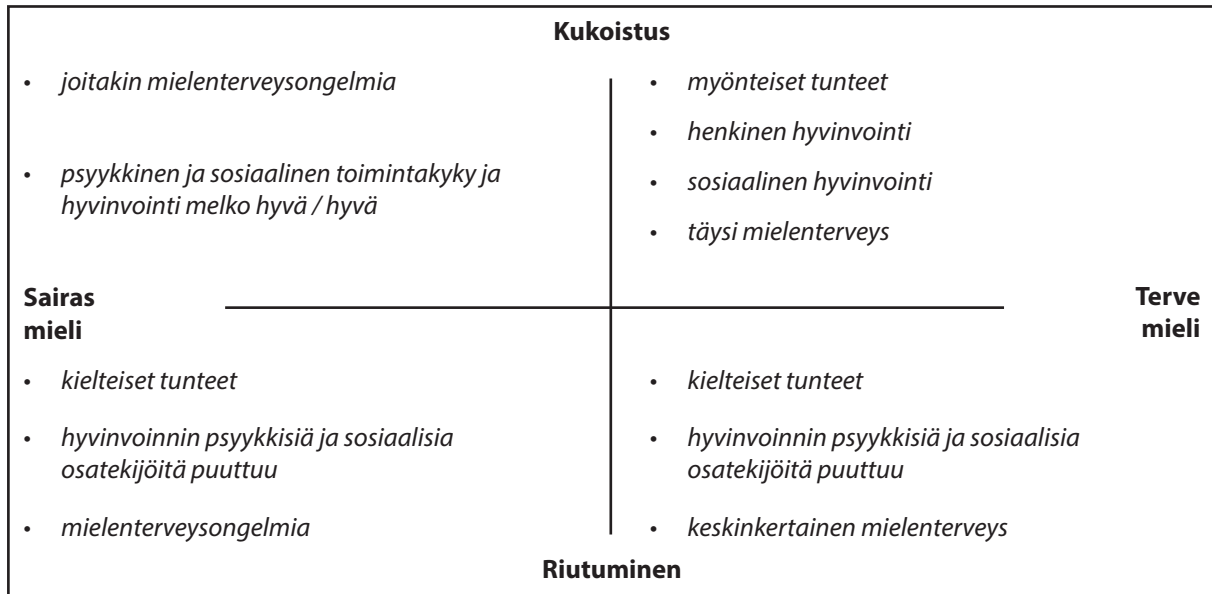 Kukoistus
• joitakin mielenterveysongelmia
• psyykkinen ja sosiaalinen toimintakyky ja
hyvinvointi melko hyvä / hyvä
• myönteiset tunteet
• henkinen hyvinvointi
• sosiaalinen hyvinvointi
• täysi mielenterveys
Sairas
mieli
Terve
mieli
• kielteiset tunteet
• hyvinvoinnin psyykkisiä ja sosiaalisia
osatekijöitä puuttuu
• mielenterveysongelmia
• kielteiset tunteet
• hyvinvoinnin psyykkisiä ja sosiaalisia
osatekijöitä puuttuu
• keskinkertainen mielenterveys
Riutuminen